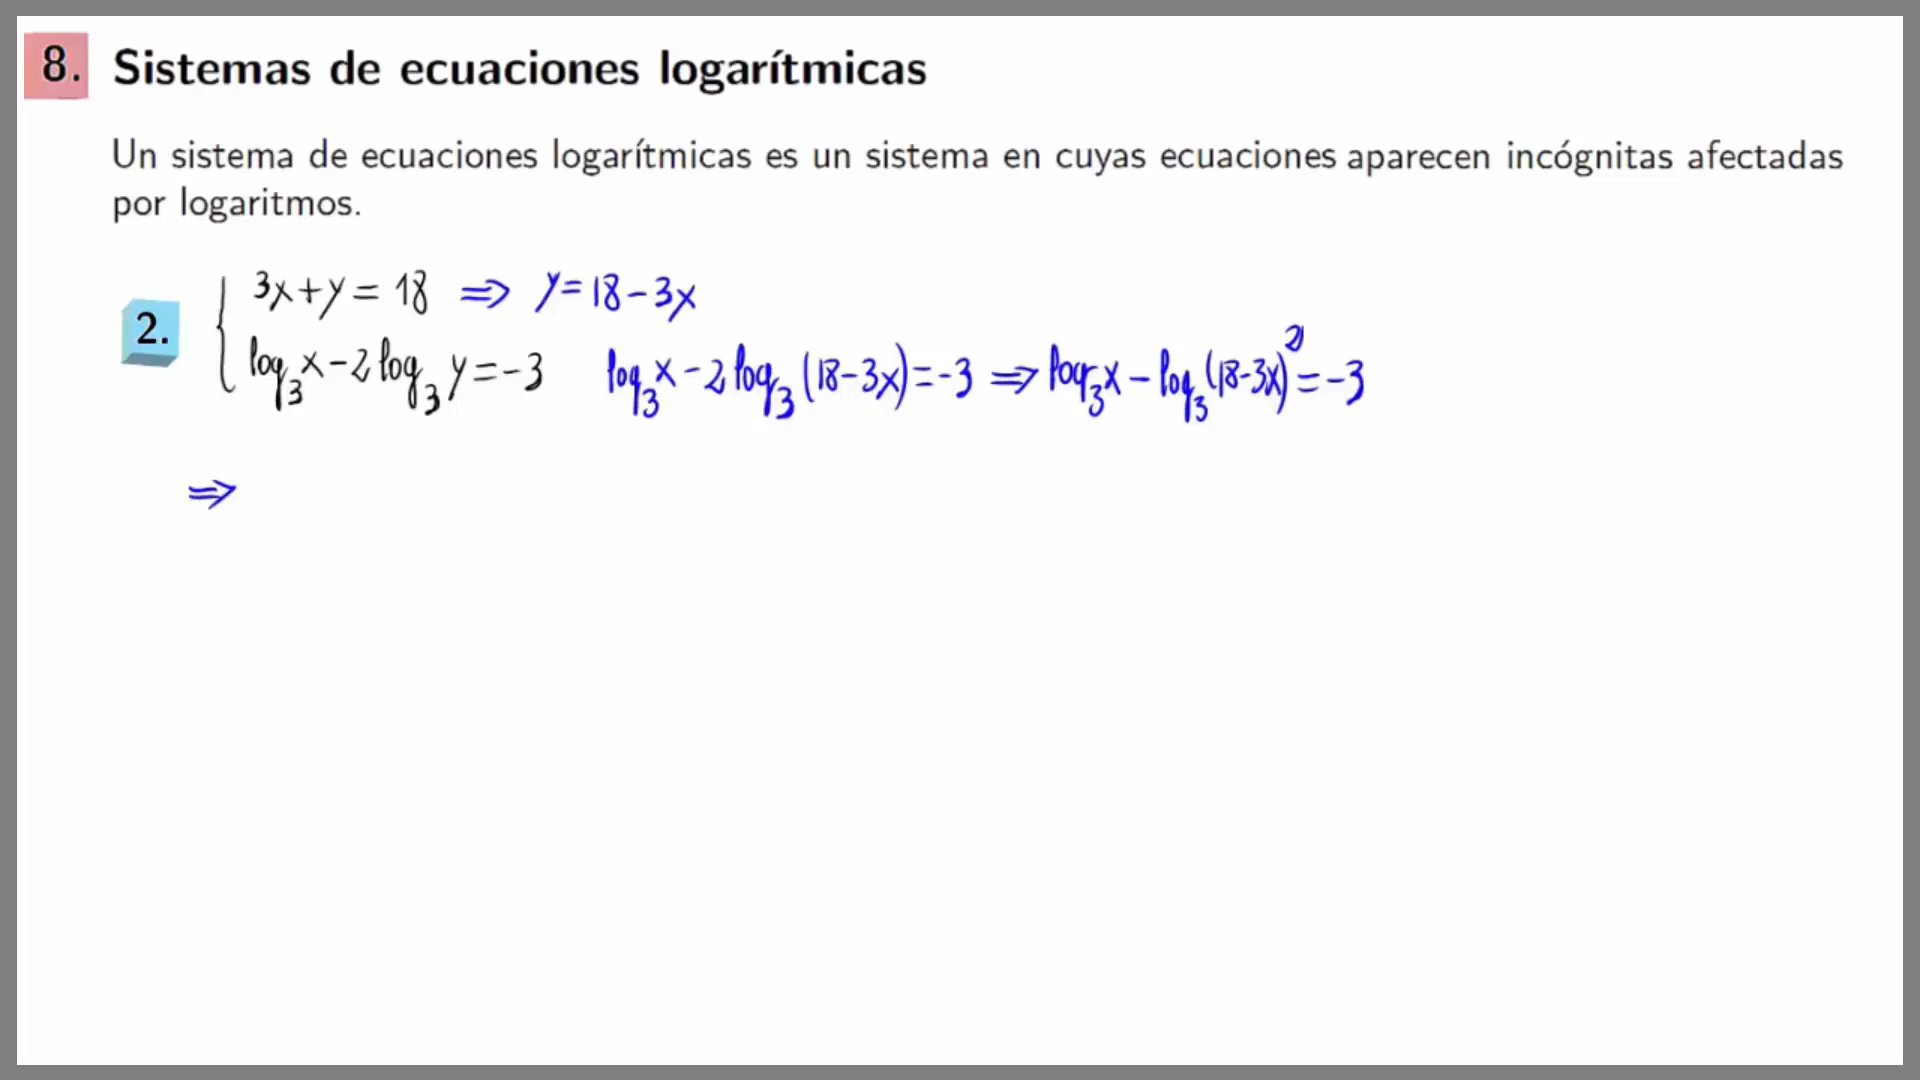 8. Sistemas de ecuaciones logarítmicas
Un sistema de ecuaciones logarítmicas es un sistema en cuyas ecuaciones aparecen incógnitas afectadas
por logaritmos.
2. { 3x+y = 18 ⇒ y = 18 - 3x
log₃x - 2 log₃ y = -3 log₃x - 2 log₃ (18-3x) = -3 ⇒ log₃x - log₃ (18-3x)² = -3
⇒